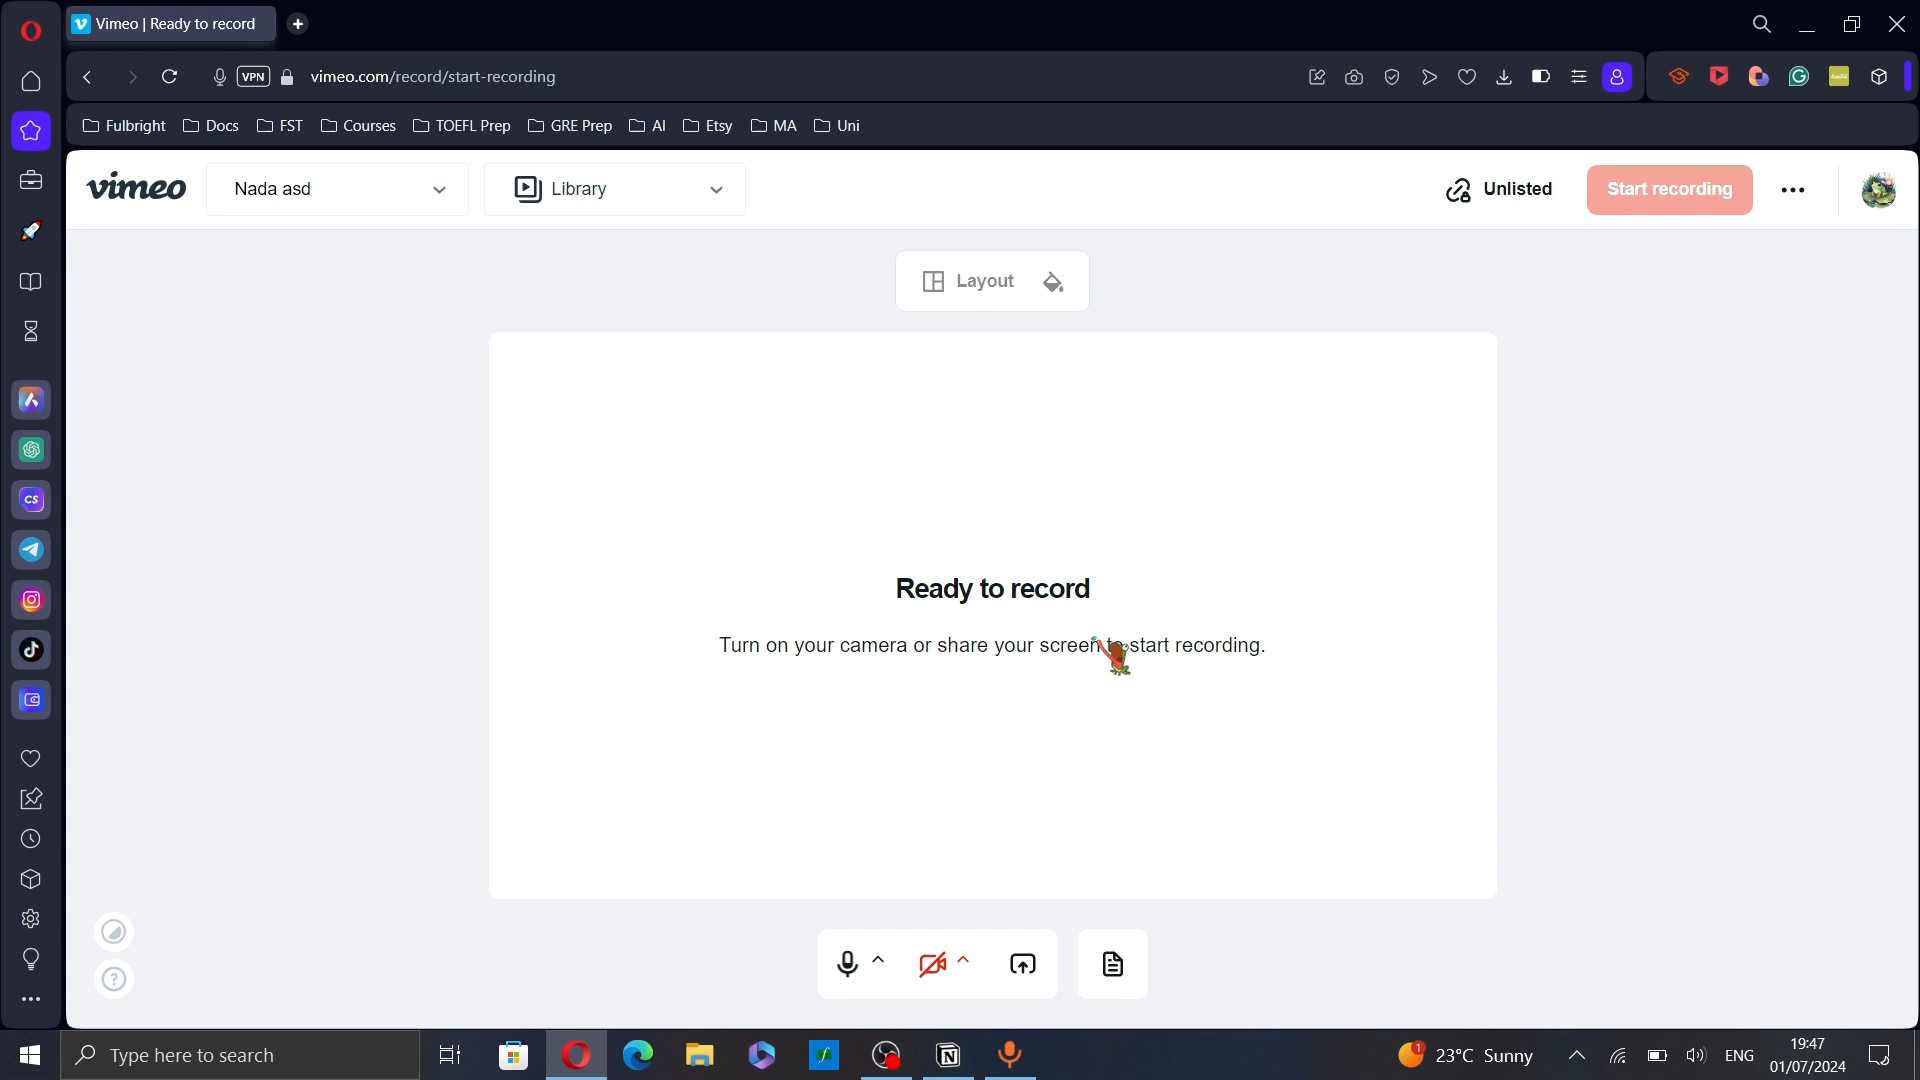 Vimeo | Ready to record
VPN
vimeo.com/record/start-recording
Fulbright Docs FST Courses TOEFL Prep GRE Prep AI Etsy MA Uni
vimeo Nada asd Library Unlisted Start recording
Layout
Ready to record
Turn on your camera or share your screen to start recording.
Type here to search
1 23°C Sunny ENG 19:47
01/07/2024